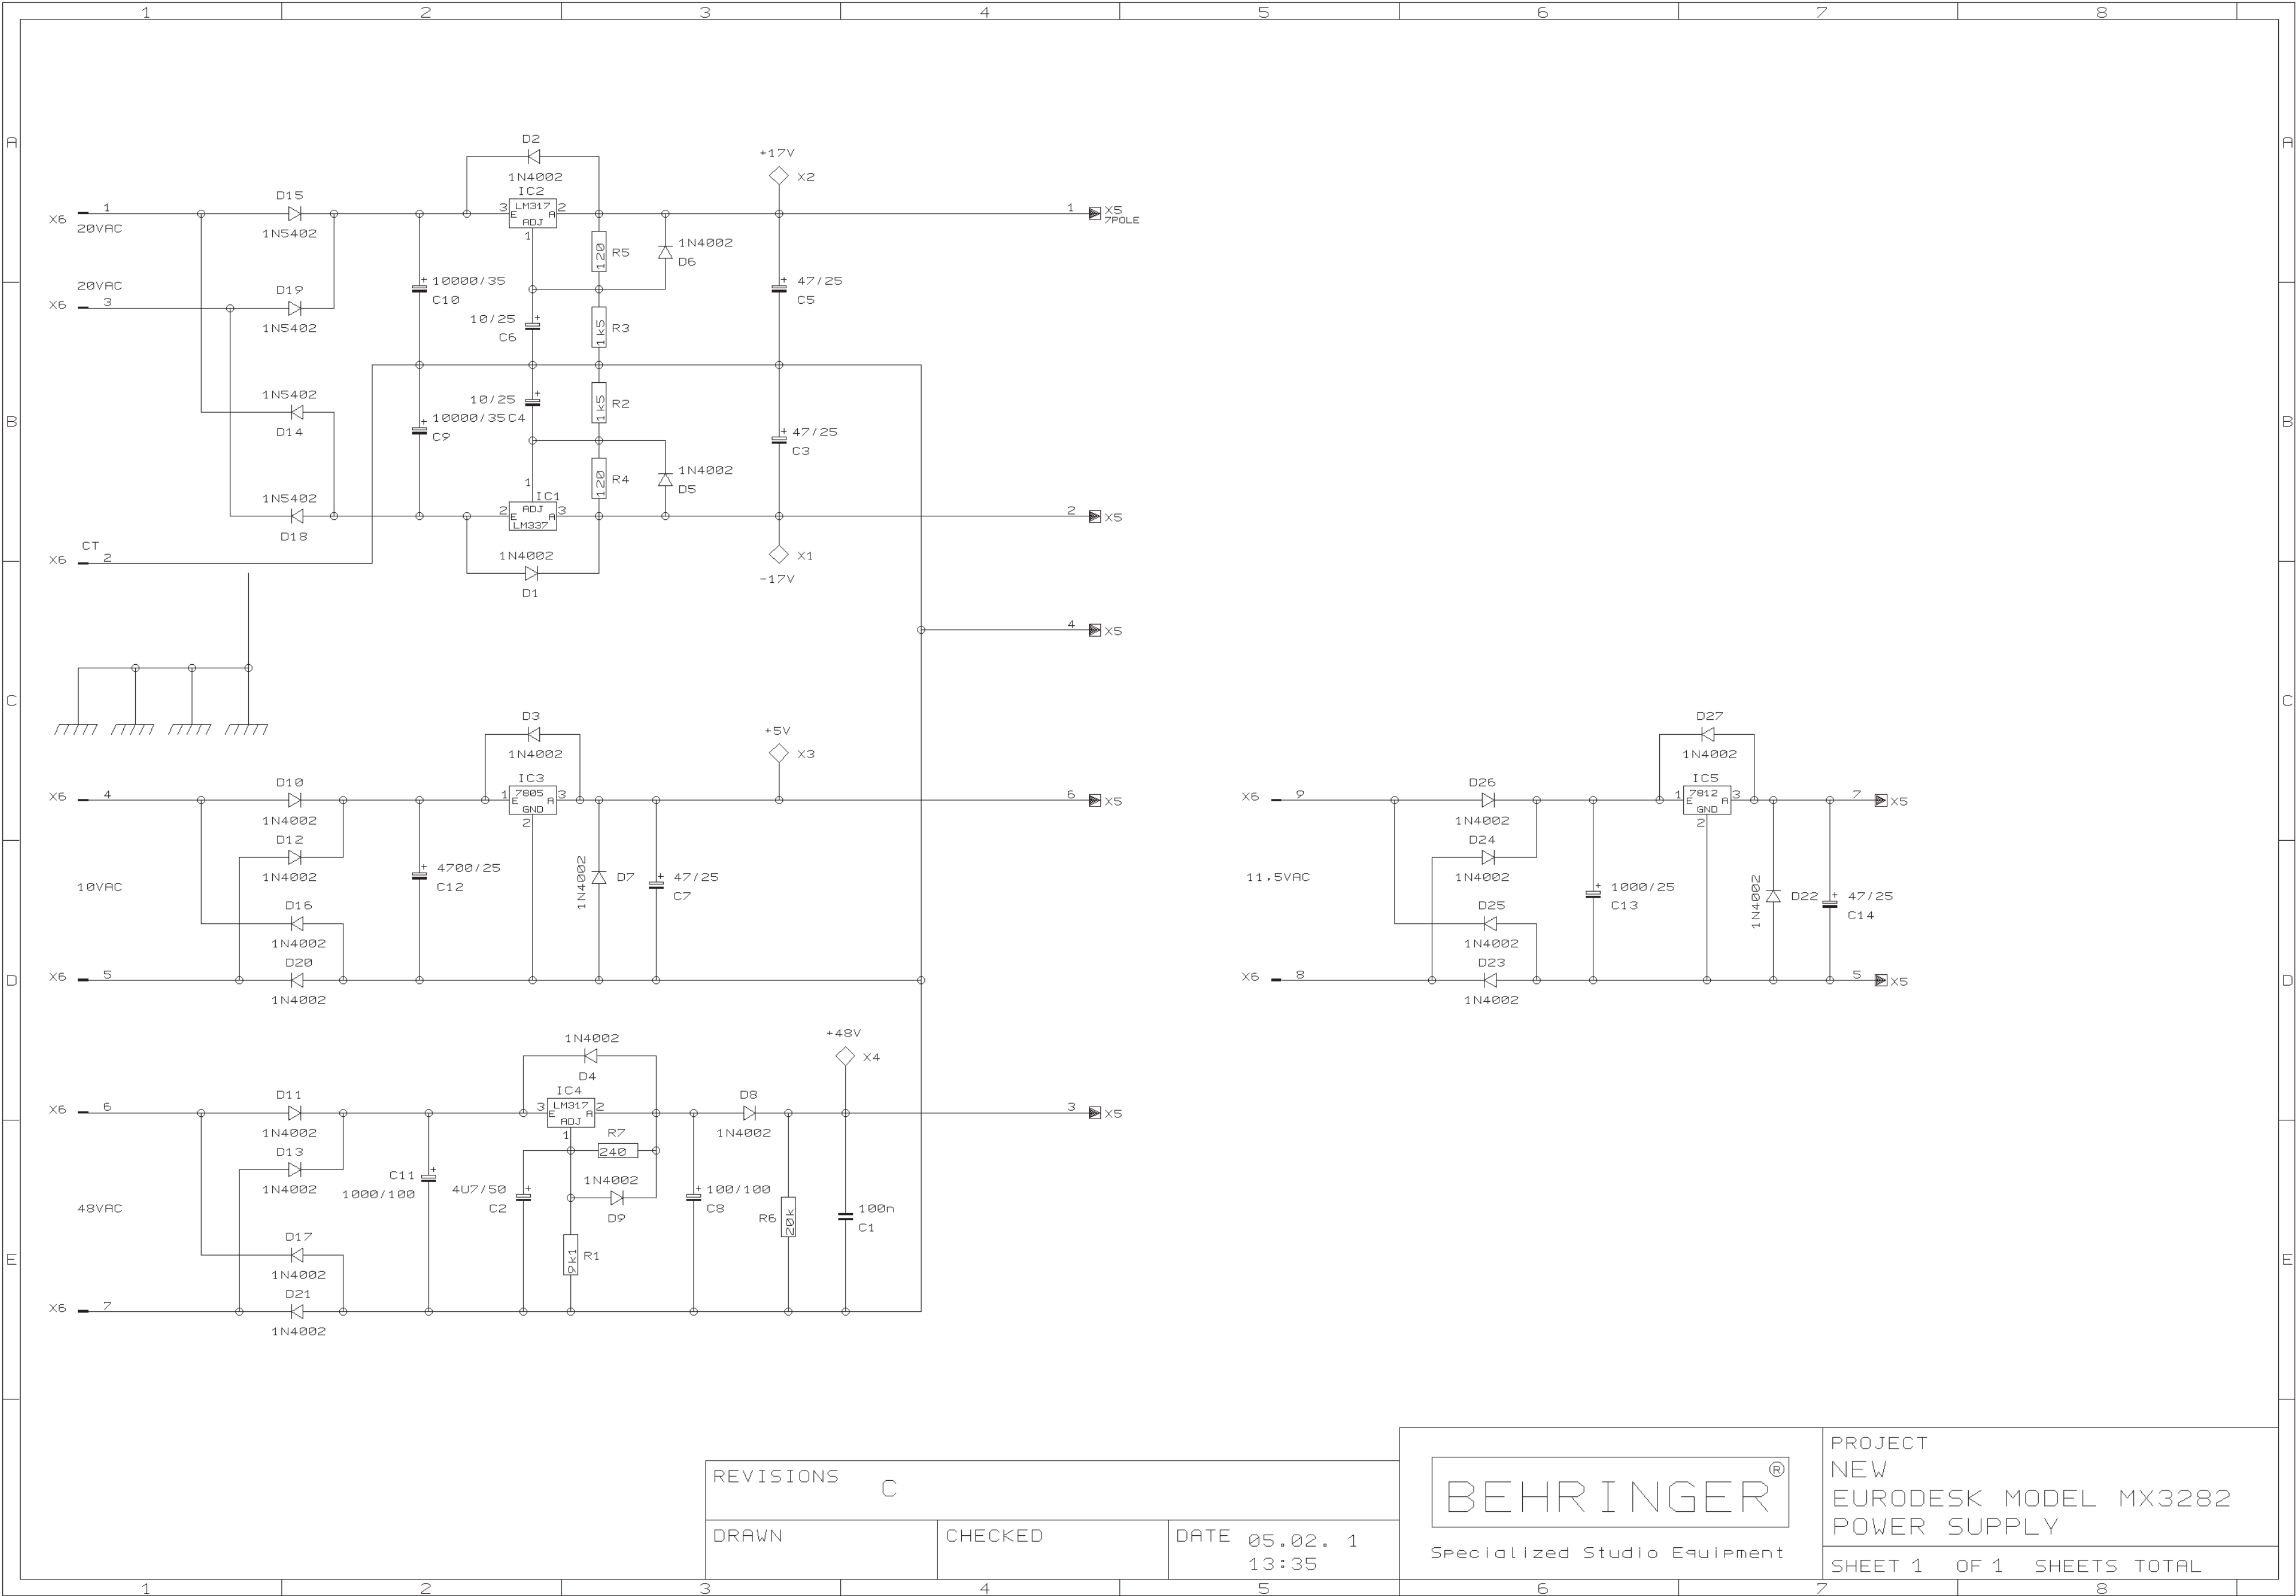 1 2 3 4 5 6 7 8
A A
D2
1N4002
IC2
3 LM317 2
E A
ADJ
1
+17V
X2
D15
1N5402
X6 1
20VAC
1 X5
7POLE
120 R5
1N4002
D6
20VAC
X6 3
D19
1N5402
+ 10000/35
C10
10/25 +
C6
1k5 R3
+ 47/25
C5
B B
1N5402
D14
10/25 +
C4
+ 10000/35
C9
1k5 R2
+ 47/25
C3
1N5402
D18
1
IC1
2 ADJ 3
E A
LM337
120 R4
1N4002
D5
2 X5
CT
X6 2
1N4002
D1
X1
-17V
4 X5
C C
D3
1N4002
IC3
1 7805 3
E A
GND
2
+5V
X3
X6 4
D10
1N4002
D12
1N4002
6 X5
10VAC
+ 4700/25
C12
1N4002 D7
+ 47/25
C7
D16
1N4002
D20
X6 5
1N4002
D27
1N4002
IC5
1 7812 3
E A
GND
2
X6 9
D26
1N4002
D24
1N4002
7 X5
11,5VAC
+ 1000/25
C13
1N4002 D22
+ 47/25
C14
D25
1N4002
D23
X6 8
1N4002
5 X5
D D
1N4002
D4
IC4
3 LM317 2
E A
ADJ
1
+48V
X4
X6 6
D11
1N4002
D13
1N4002
D8
1N4002
3 X5
R7
240
48VAC
C11 +
1000/100
4U7/50 +
C2
1N4002
D9
+ 100/100
C8
R6 20k
100n
C1
9k1 R1
D17
1N4002
D21
X6 7
1N4002
E E
REVISIONS C
DRAWN
CHECKED
DATE 05.02. 1
13:35
BEHRINGER ®
Specialized Studio Equipment
PROJECT
NEW
EURODESK MODEL MX3282
POWER SUPPLY
SHEET 1 OF 1 SHEETS TOTAL
1 2 3 4 5 6 7 8